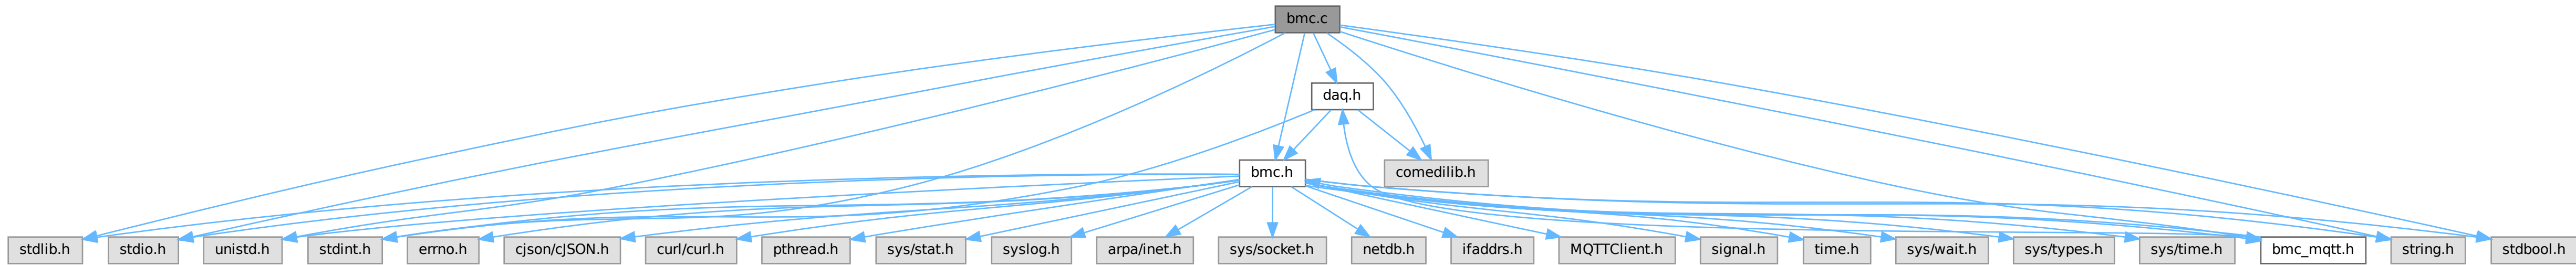 bmc.c
daq.h
bmc.h
comedilib.h
stdlib.h
stdio.h
unistd.h
stdint.h
errno.h
cjson/cJSON.h
curl/curl.h
pthread.h
sys/stat.h
syslog.h
arpa/inet.h
sys/socket.h
netdb.h
ifaddrs.h
MQTTClient.h
signal.h
time.h
sys/wait.h
sys/types.h
sys/time.h
bmc_mqtt.h
string.h
stdbool.h